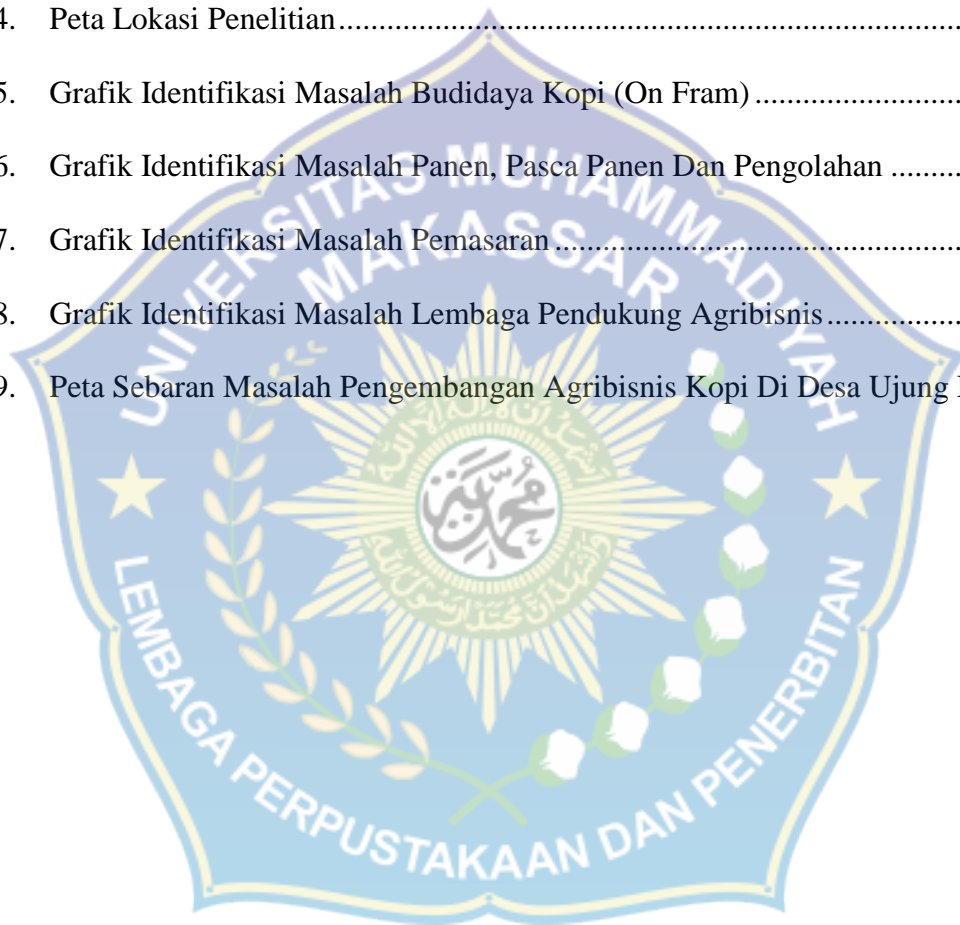 4. Peta Lokasi Penelitian
5. Grafik Identifikasi Masalah Budidaya Kopi (On Fram)
6. Grafik Identifikasi Masalah Panen, Pasca Panen Dan Pengolahan
7. Grafik Identifikasi Masalah Pemasaran
8. Grafik Identifikasi Masalah Lembaga Pendukung Agribisnis
9. Peta Sebaran Masalah Pengembangan Agribisnis Kopi Di Desa Ujung
UNIVERSITAS MUHAMMADIYAH
MAKASSAR
محمد
LEMBAGA PERPUSTAKAAN DAN PENERBITAN